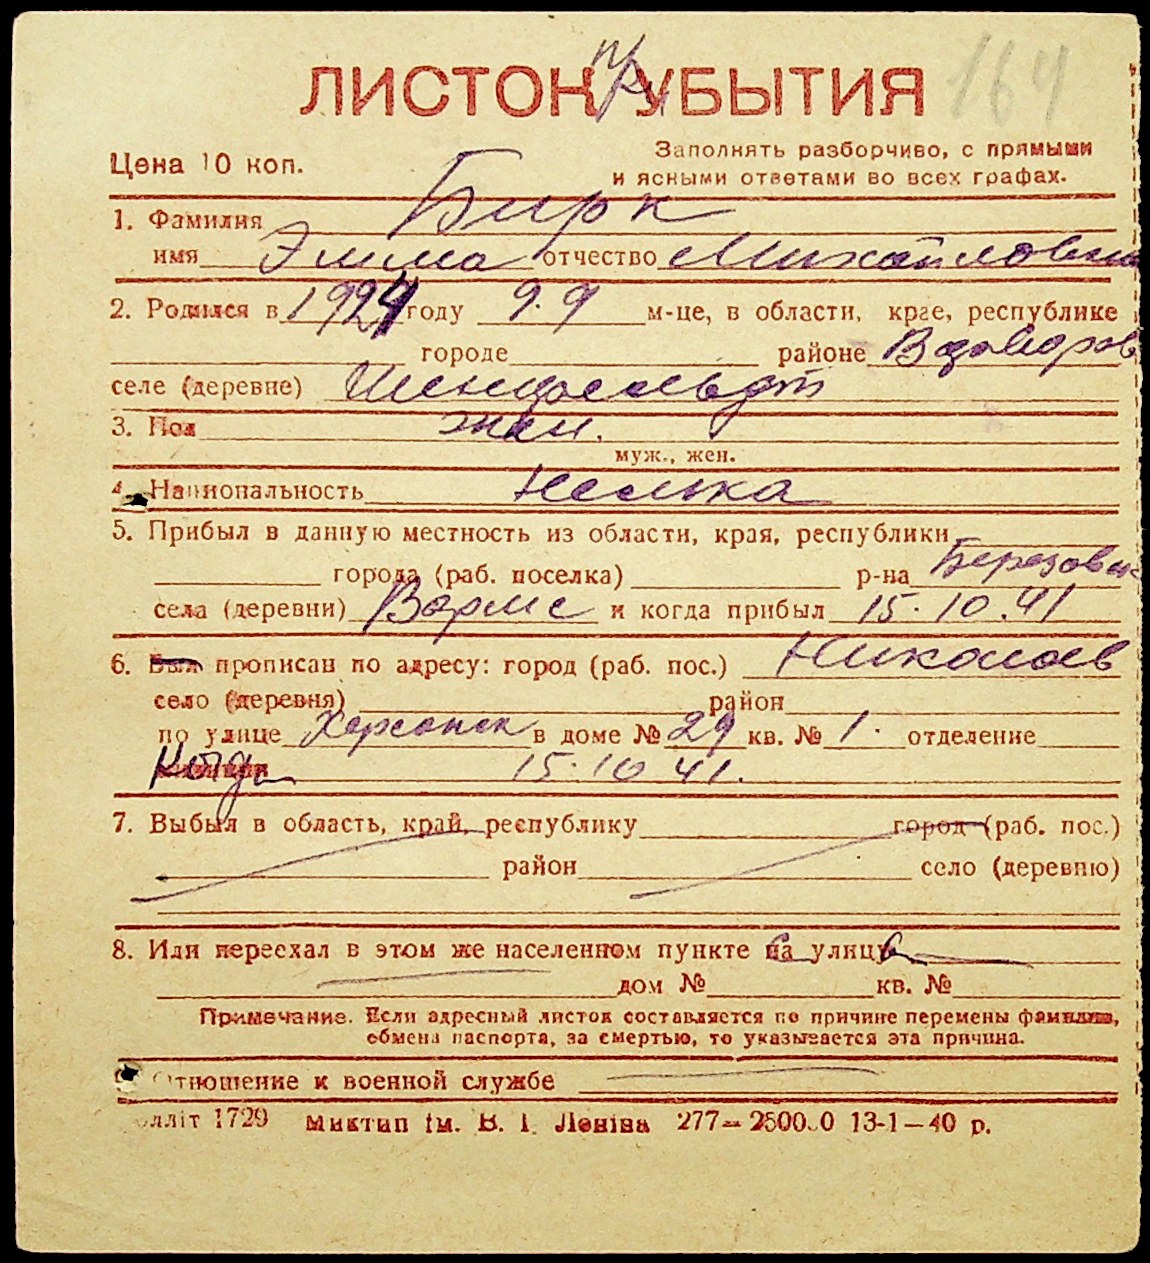 ЛИСТОК УБЫТИЯ
при
164
Цена 10 коп.
Заполнять разборчиво, с прямыми
и ясными ответами во всех графах.
1. Фамилия Бирк
имя Эмма отчество Михайловна
2. Родился в 1924 году 9.9 м-це, в области, крае, республике
городе районе
селе (деревне)
3. Пол жен.
муж., жен.
4. Национальность Немка
5. Прибыл в данную местность из области, края, республики
города (раб. поселка) р-на Березовск
села (деревни) Вормс и когда прибыл 15.10.41
6. Был прописан по адресу: город (раб. пос.) Николаев
село (деревня) район
по улице Херсонск в доме № 29 кв. № 1. отделение
Когда 15.10 41.
7. Выбыл в область, край, республику город (раб. пос.)
район село (деревню)
8. Или переехал в этом же населенном пункте на улицу
дом № кв. №
Примечание. Если адресный листок составляется по причине перемены фамилии,
обмена паспорта, за смертью, то указывается эта причина.
Отношение к военной службе
лліт 1729 Миктип Ім. В. І. Леніна 277— 13-1—40 р.